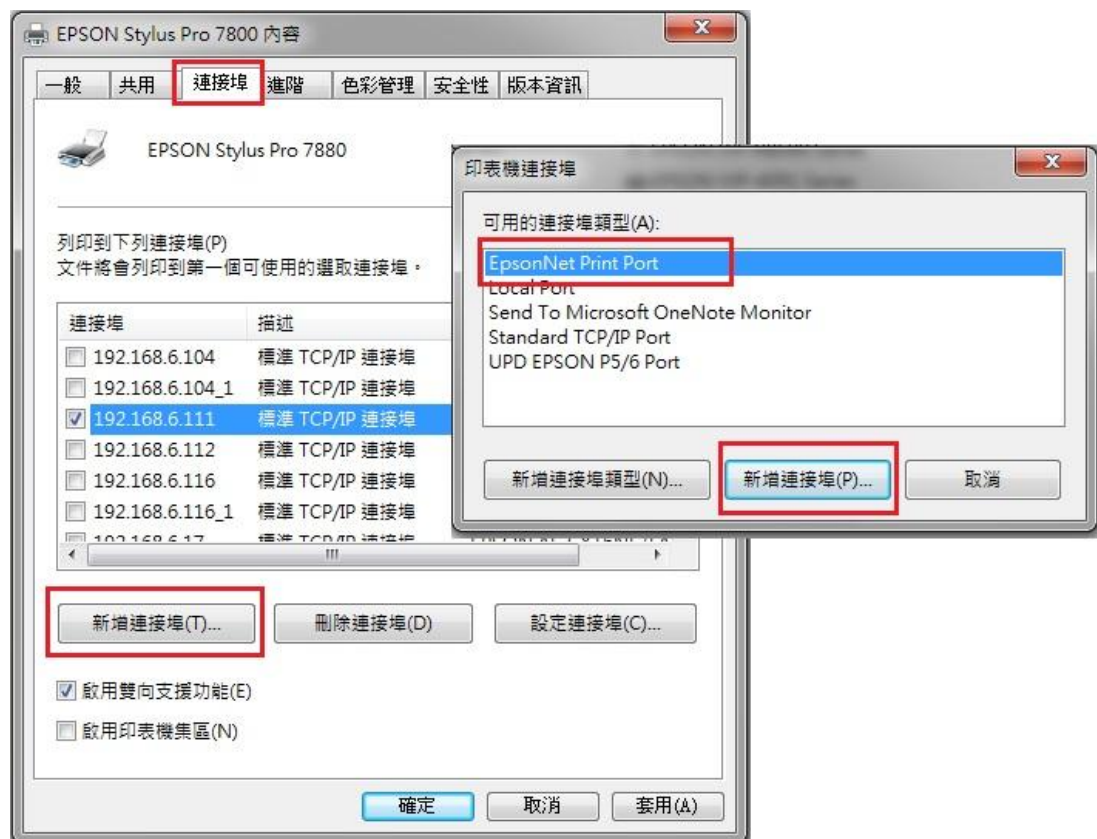 EPSON Stylus Pro 7800 內容
一般 共用 連接埠 進階 色彩管理 安全性 版本資訊
EPSON Stylus Pro 7880
列印到下列連接埠(P)
文件將會列印到第一個可使用的選取連接埠。
連接埠 描述
192.168.6.104 標準 TCP/IP 連接埠
192.168.6.104_1 標準 TCP/IP 連接埠
192.168.6.111 標準 TCP/IP 連接埠
192.168.6.112 標準 TCP/IP 連接埠
192.168.6.116 標準 TCP/IP 連接埠
192.168.6.116_1 標準 TCP/IP 連接埠
192.168.6.17 標準 TCP/IP 連接埠
新增連接埠(T)... 刪除連接埠(D) 設定連接埠(C)...
啟用雙向支援功能(E)
啟用印表機集區(N)
確定 取消 套用(A)
印表機連接埠
可用的連接埠類型(A):
EpsonNet Print Port
Local Port
Send To Microsoft OneNote Monitor
Standard TCP/IP Port
UPD EPSON P5/6 Port
新增連接埠類型(N)... 新增連接埠(P)... 取消